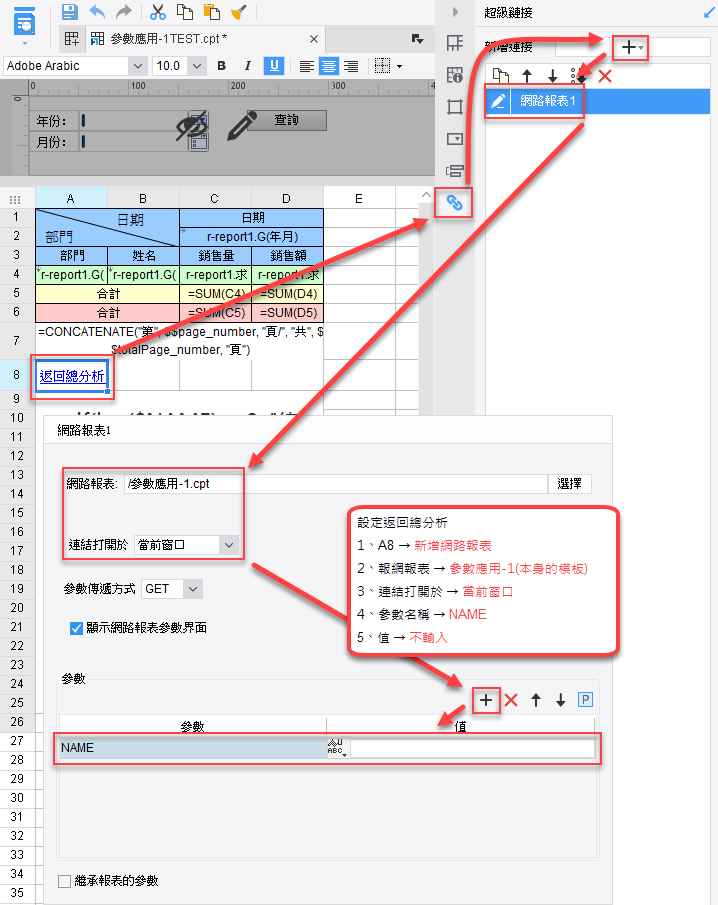 超級鏈接
參數應用-1TEST.cpt *
新增連接
Adobe Arabic
10.0
B
I
U
網路報表1
0
100
200
300
年份：
查詢
月份：
A
B
C
D
E
1
日期
日期
2
部門
r-report1.G(年月)
3
部門
姓名
銷售量
銷售額
4
r-report1.G(
r-report1.G(
r-report1.求
r-report1.求
5
合計
=SUM(C4)
=SUM(D4)
6
合計
=SUM(C5)
=SUM(D5)
7
=CONCATENATE("第", $$page_number, "頁/", "共", $
$totalPage_number, "頁")
8
返回總分析
9
10
11
12
13
14
15
16
17
18
19
20
21
22
23
24
25
26
27
28
29
30
31
32
33
34
35
網路報表1
網路報表:
/參數應用-1.cpt
選擇
連結打開於
當前窗口
參數傳遞方式
GET
顯示網路報表參數界面
設定返回總分析
1、A8 → 新增網路報表
2、報網報表 → 參數應用-1(本身的模板)
3、連結打開於 → 當前窗口
4、參數名稱 → NAME
5、值 → 不輸入
參數
P
參數
值
NAME
ABC
繼承報表的參數